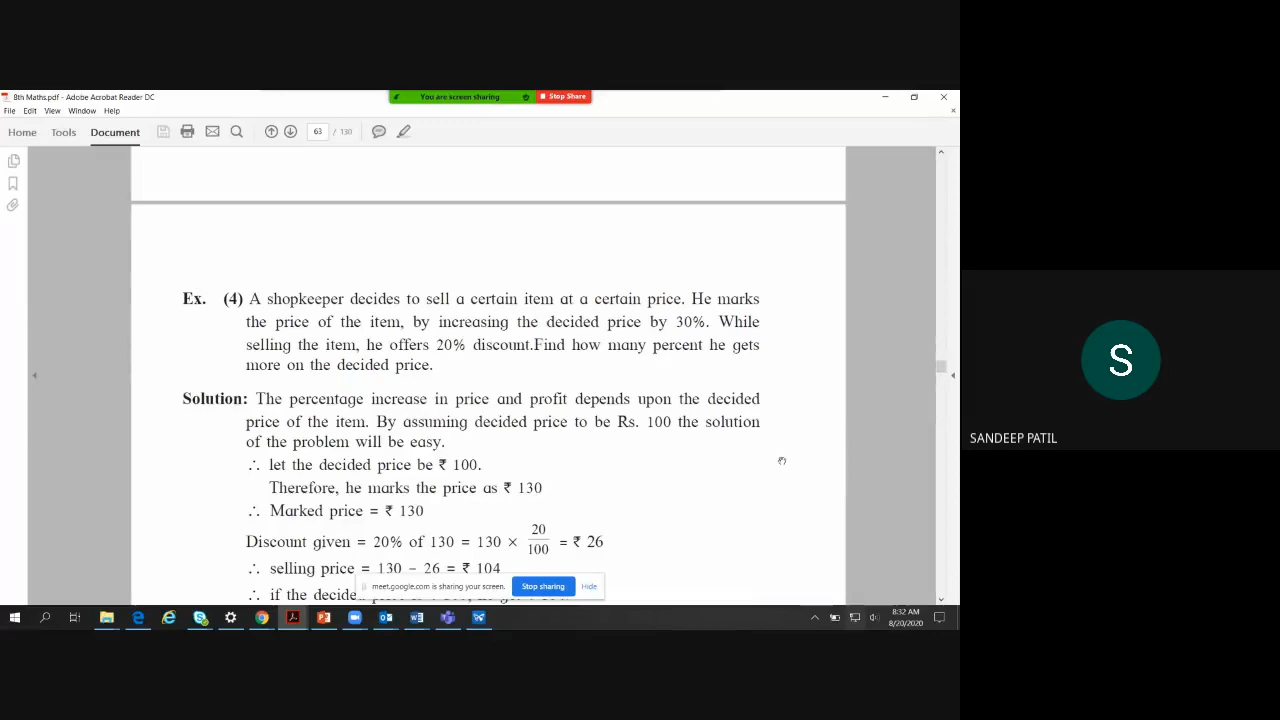 8th Maths.pdf - Adobe Acrobat Reader DC
You are screen sharing
Stop Share
File Edit View Window Help
Home Tools Document
63 / 130
Ex. (4) A shopkeeper decides to sell a certain item at a certain price. He marks
the price of the item, by increasing the decided price by 30%. While
selling the item, he offers 20% discount.Find how many percent he gets
more on the decided price.
Solution: The percentage increase in price and profit depends upon the decided
price of the item. By assuming decided price to be Rs. 100 the solution
of the problem will be easy.
∴ let the decided price be ₹ 100.
Therefore, he marks the price as ₹ 130
∴ Marked price = ₹ 130
Discount given = 20% of 130 = 130 × 20/100 = ₹ 26
∴ selling price = 130 − 26 = ₹ 104
∴ if the decided
meet.google.com is sharing your screen.
Stop sharing
Hide
8:32 AM
8/20/2020
S
SANDEEP PATIL